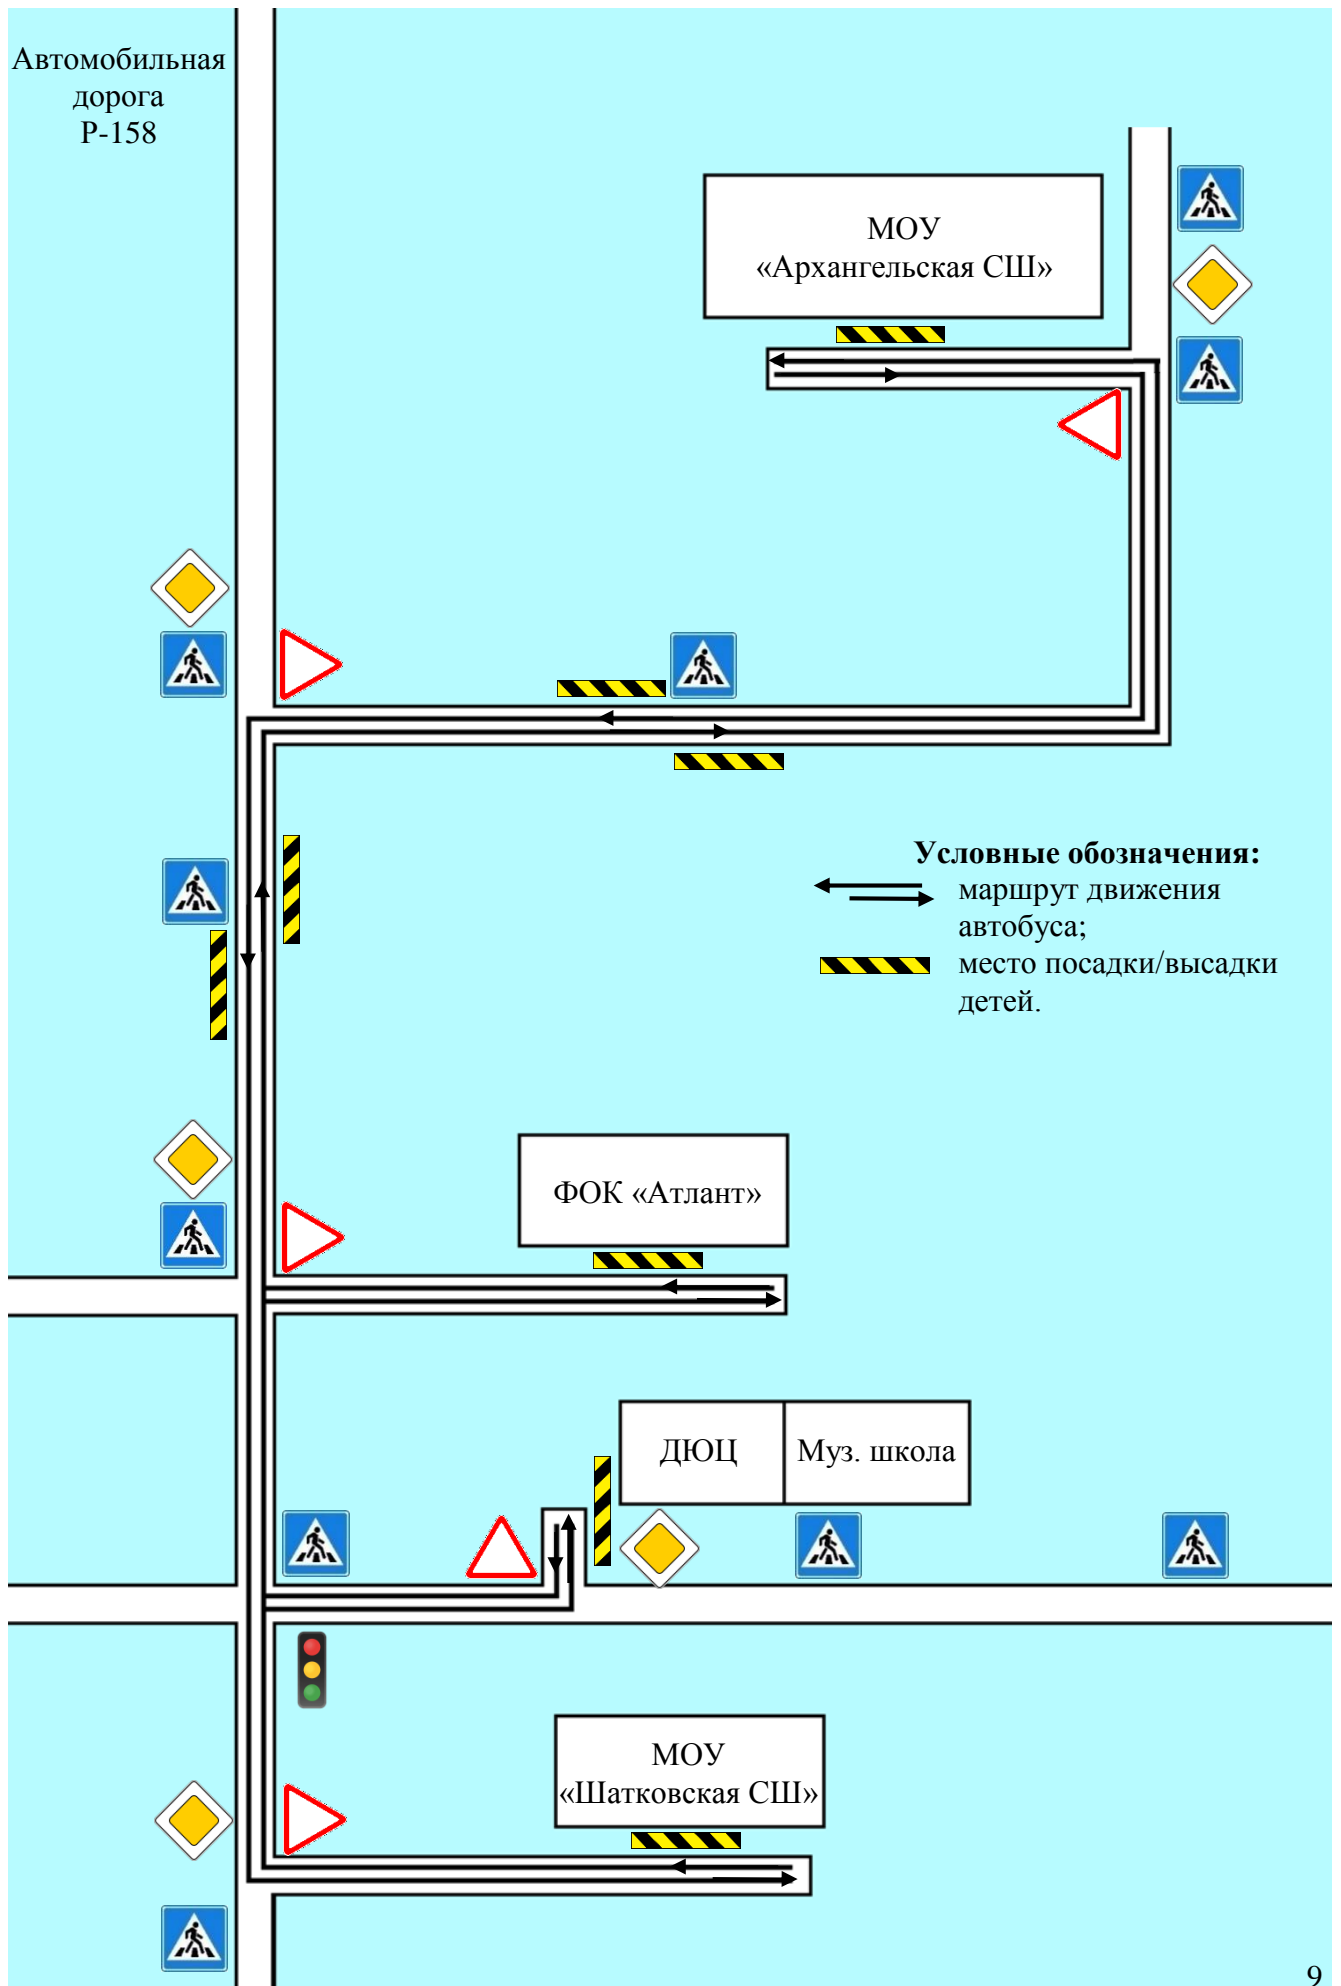 Автомобильная
дорога
Р-158
МОУ
«Архангельская СШ»
Условные обозначения:
маршрут движения
автобуса;
место посадки/высадки
детей.
ФОК «Атлант»
ДЮЦ
Муз. школа
МОУ
«Шатковская СШ»
9